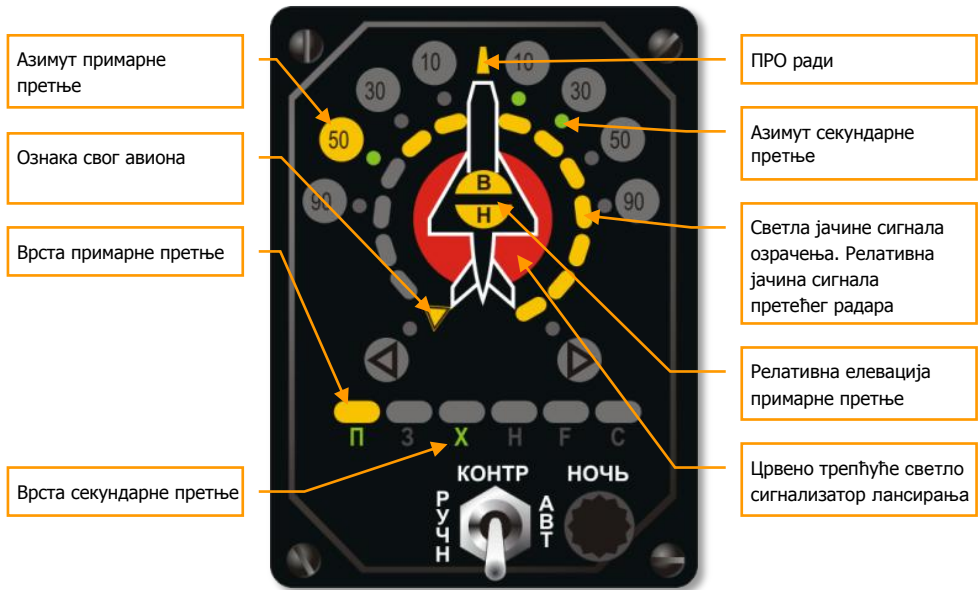 Азимут примарне
претње
Ознака свог авиона
Врста примарне претње
Врста секундарне претње
10
10
30
30
50
50
90
90
В
Н
П З Х Н F С
КОНТР
НОЧЬ
РУЧН
АВТ
ПРО ради
Азимут секундарне
претње
Светла јачине сигнала
озрачења. Релативна
јачина сигнала
претећег радара
Релативна елевација
примарне претње
Црвено трепћуће светло
сигнализатор лансирања